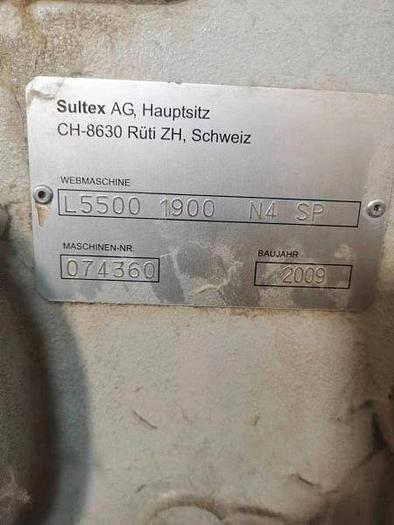 Sultex AG, Hauptsitz
CH-8630 Rüti ZH, Schweiz
WEBMASCHINE
L5500 1900 N4 SP
MASCHINEN-NR. BAUJAHR
074360 2009